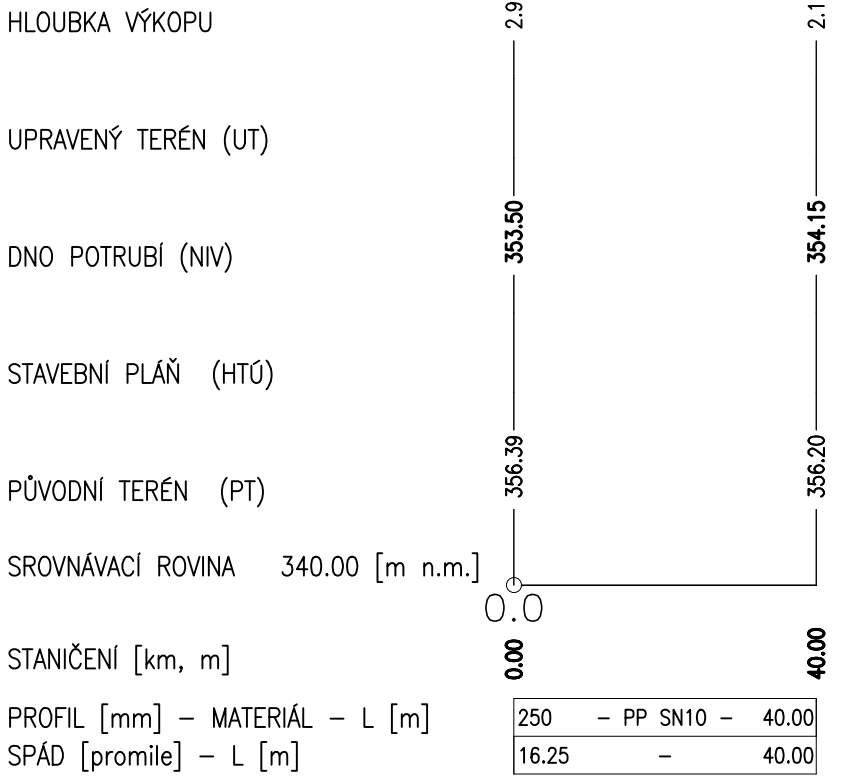 HLOUBKA VÝKOPU 2.9 2.1
UPRAVENÝ TERÉN (UT)
DNO POTRUBÍ (NIV) 353.50 354.15
STAVEBNÍ PLÁŇ (HTÚ)
PŮVODNÍ TERÉN (PT) 356.39 356.20
SROVNÁVACÍ ROVINA 340.00 [m n.m.]
0.0
STANIČENÍ [km, m] 0.00 40.00
PROFIL [mm] – MATERIÁL – L [m] 250 – PP SN10 – 40.00
SPÁD [promile] – L [m] 16.25 – 40.00